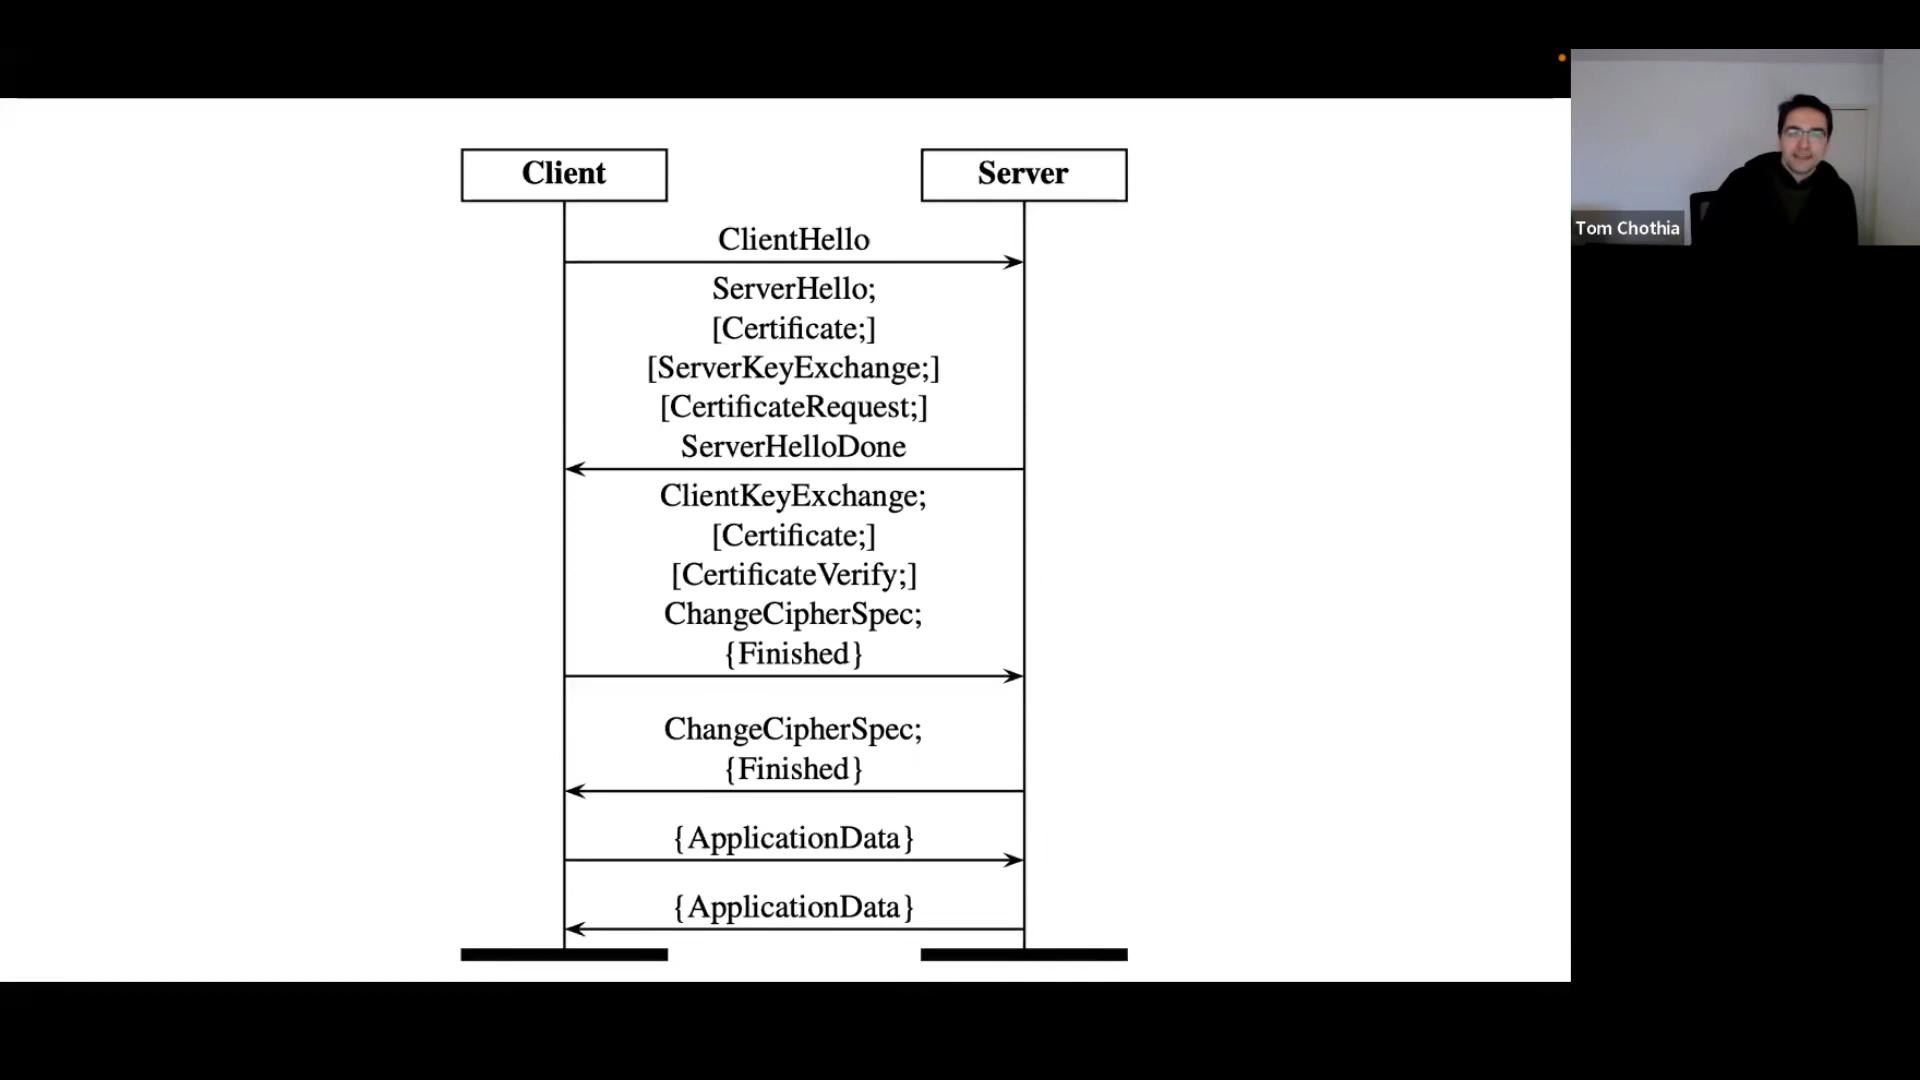 Client
Server
ClientHello
ServerHello;
[Certificate;]
[ServerKeyExchange;]
[CertificateRequest;]
ServerHelloDone
ClientKeyExchange;
[Certificate;]
[CertificateVerify;]
ChangeCipherSpec;
{Finished}
ChangeCipherSpec;
{Finished}
{ApplicationData}
{ApplicationData}
Tom Chothia